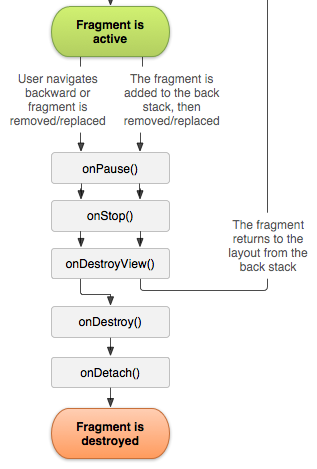 Fragment is
active
User navigates
backward or
fragment is
removed/replaced
The fragment is
added to the back
stack, then
removed/replaced
onPause()
onStop()
onDestroyView()
The fragment
returns to the
layout from the
back stack
onDestroy()
onDetach()
Fragment is
destroyed